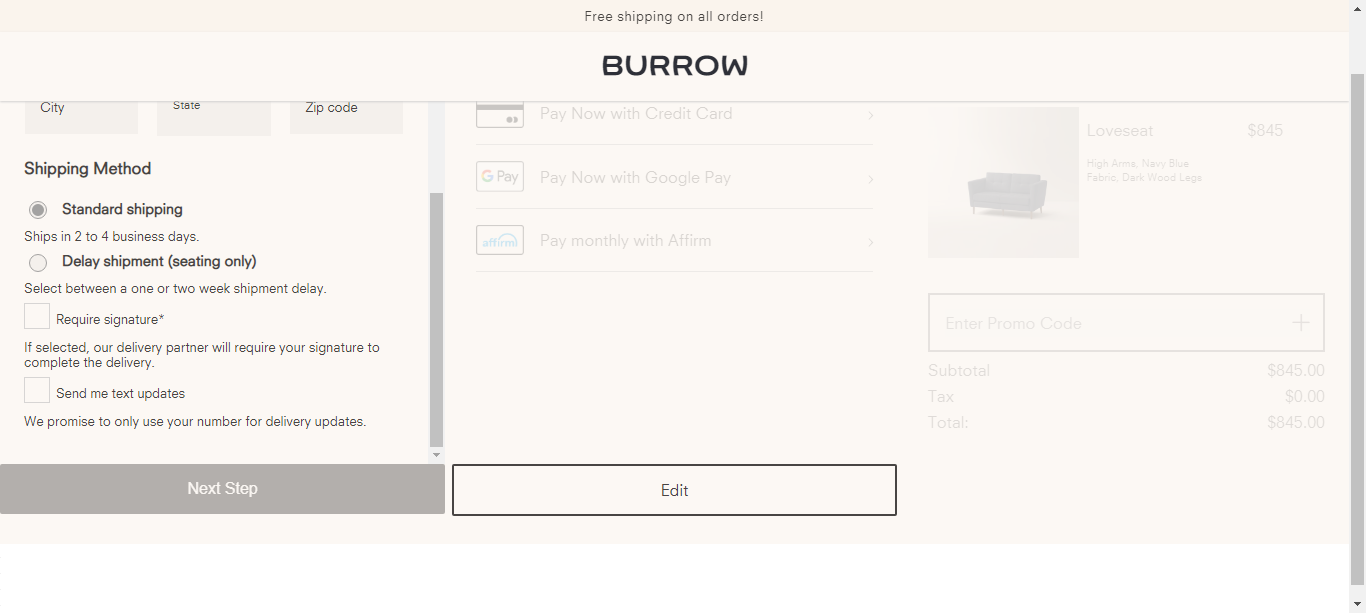 Free shipping on all orders!
BURROW
City
State
Zip code
Shipping Method
Standard shipping
Ships in 2 to 4 business days.
Delay shipment (seating only)
Select between a one or two week shipment delay.
Require signature*
If selected, our delivery partner will require your signature to
complete the delivery.
Send me text updates
We promise to only use your number for delivery updates.
Next Step
Pay Now with Credit Card
G Pay
Pay Now with Google Pay
affirm
Pay monthly with Affirm
Edit
Loveseat $845
High Arms, Navy Blue
Fabric, Dark Wood Legs
Enter Promo Code
Subtotal $845.00
Tax $0.00
Total: $845.00